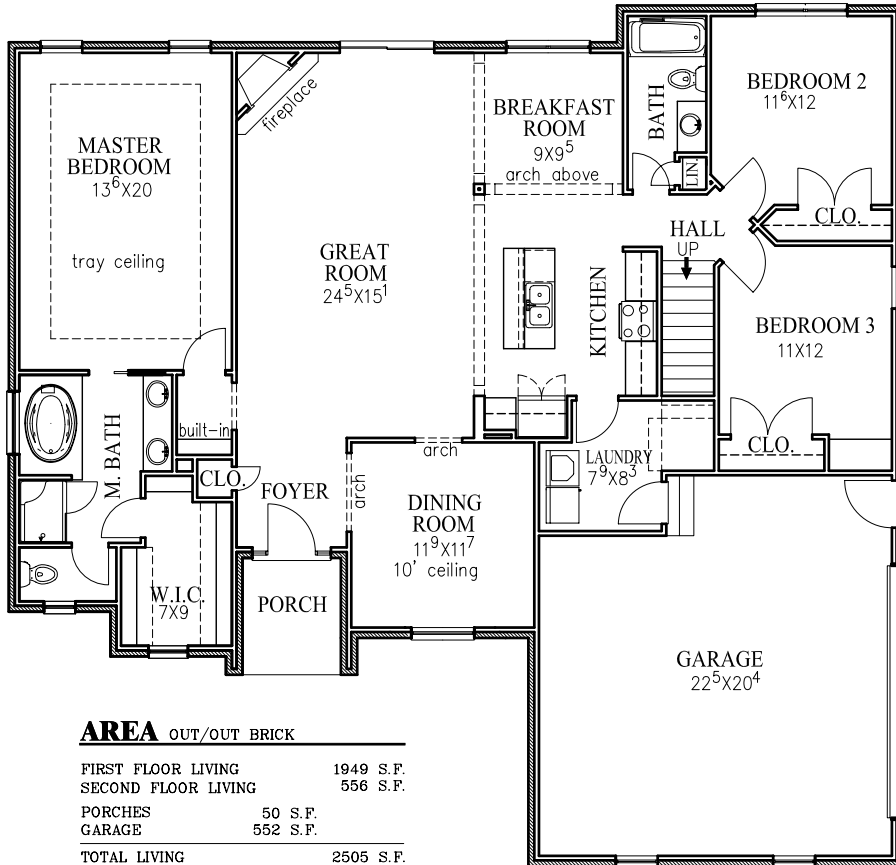 BEDROOM 2
11⁶X12
BATH
LIN.
CLO.
BREAKFAST
ROOM
9X9⁵
arch above
fireplace
MASTER
BEDROOM
13⁶X20
tray ceiling
GREAT
ROOM
24⁵X15¹
HALL
UP
KITCHEN
BEDROOM 3
11X12
CLO.
built-in
M. BATH
CLO.
FOYER
arch
arch
LAUNDRY
7⁹X8³
DINING
ROOM
11⁹X11⁷
10' ceiling
W.I.C.
7X9
PORCH
GARAGE
22⁵X20⁴
AREA OUT/OUT BRICK
FIRST FLOOR LIVING 1949 S.F.
SECOND FLOOR LIVING 556 S.F.
PORCHES 50 S.F.
GARAGE 552 S.F.
TOTAL LIVING 2505 S.F.